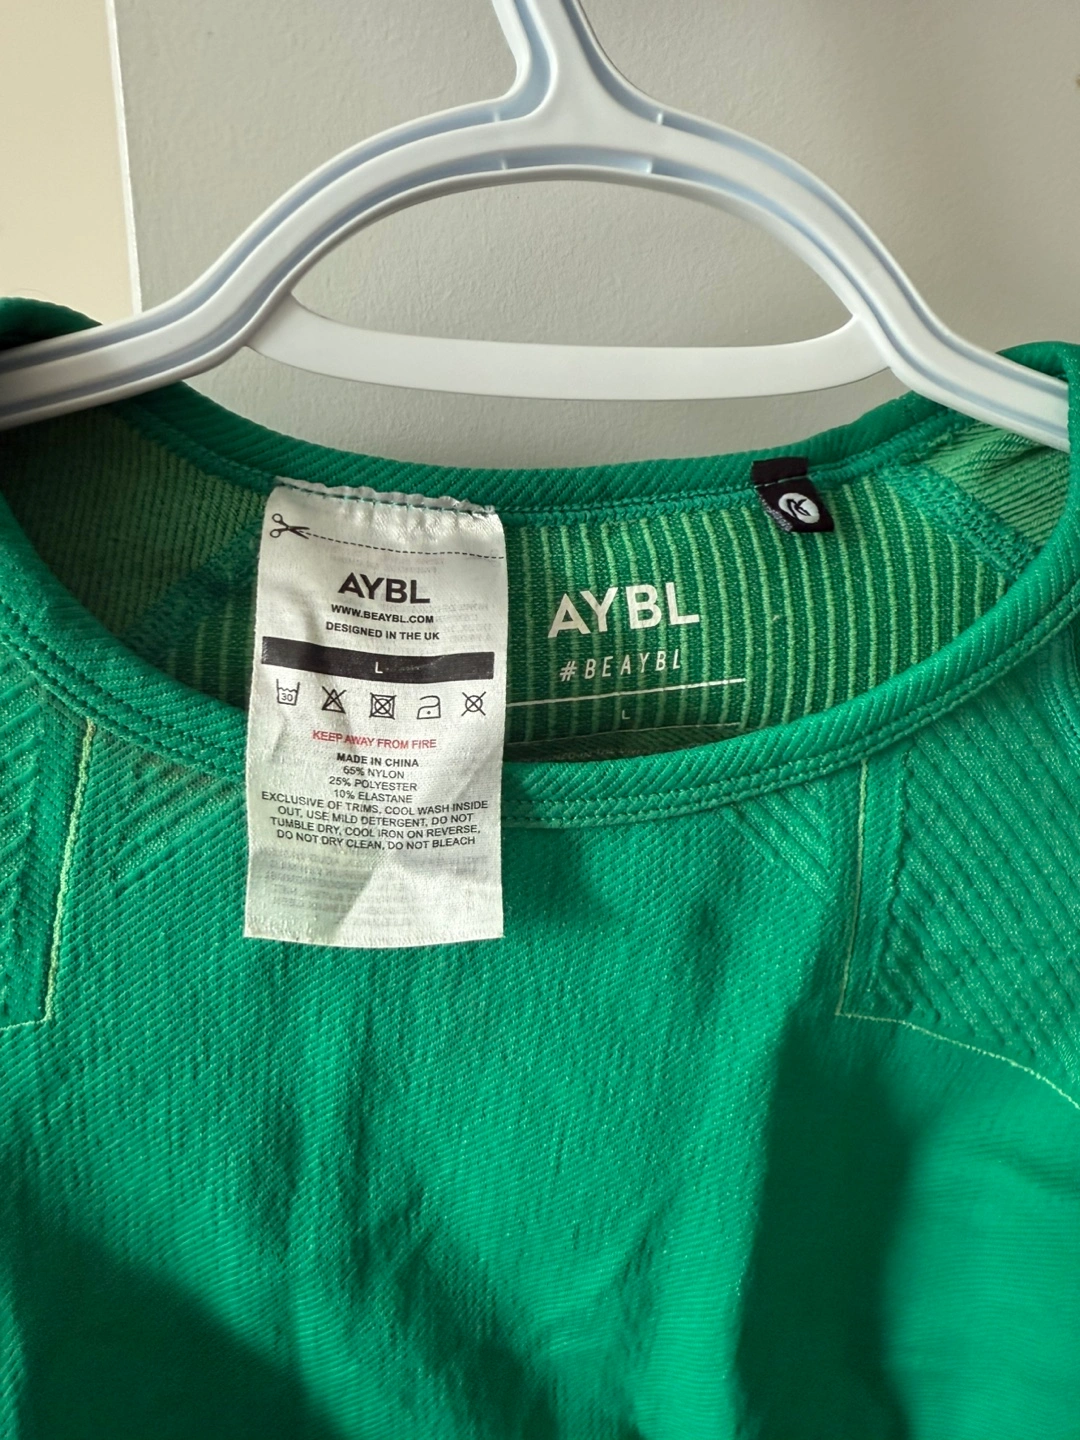 AYBL
WWW.BEAYBL.COM
DESIGNED IN THE UK
L
30
KEEP AWAY FROM FIRE
MADE IN CHINA
65% NYLON
25% POLYESTER
10% ELASTANE
EXCLUSIVE OF TRIMS, COOL WASH INSIDE
OUT, USE MILD DETERGENT, DO NOT
TUMBLE DRY, COOL IRON ON REVERSE,
DO NOT DRY CLEAN, DO NOT BLEACH
AYBL
#BEAYBL
L